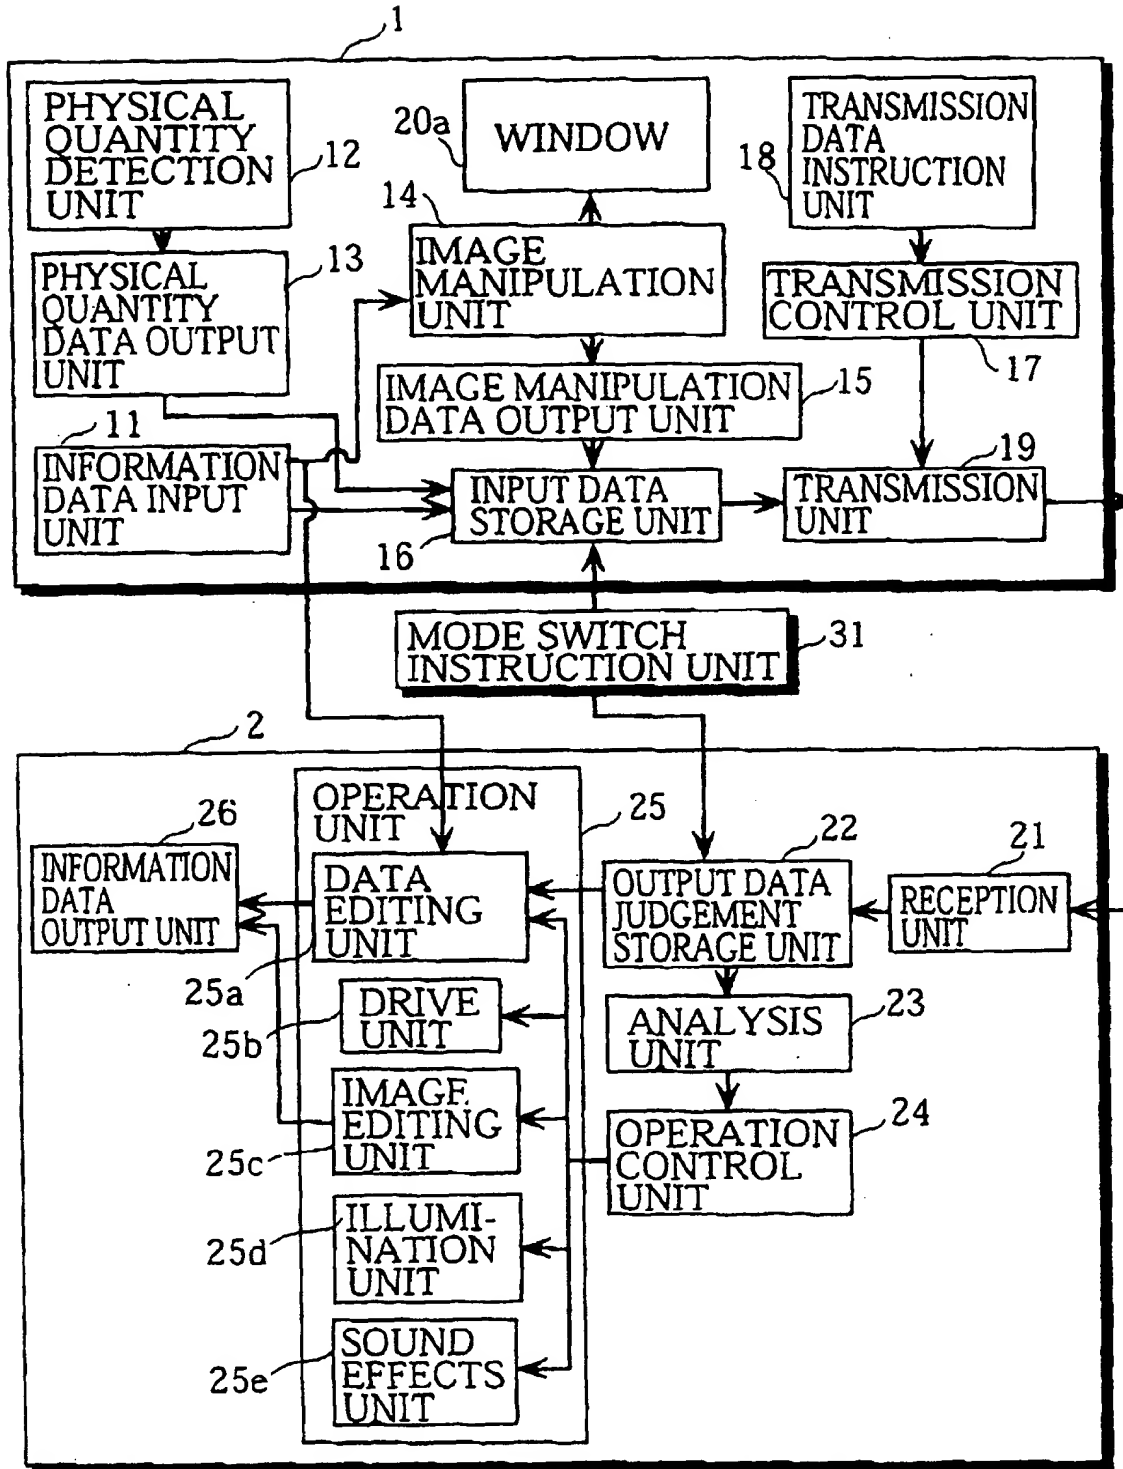 1
PHYSICAL
QUANTITY
DETECTION
UNIT
12
20a
WINDOW
TRANSMISSION
DATA
INSTRUCTION
UNIT
18
14
PHYSICAL
QUANTITY
DATA OUTPUT
UNIT
13
IMAGE
MANIPULATION
UNIT
TRANSMISSION
CONTROL UNIT
17
IMAGE MANIPULATION
DATA OUTPUT UNIT
15
11
INFORMATION
DATA INPUT
UNIT
INPUT DATA
STORAGE UNIT
16
19
TRANSMISSION
UNIT
MODE SWITCH
INSTRUCTION UNIT
31
2
OPERATION
UNIT
25
26
INFORMATION
DATA
OUTPUT UNIT
DATA
EDITING
UNIT
25a
22
OUTPUT DATA
JUDGEMENT
STORAGE UNIT
21
RECEPTION
UNIT
DRIVE
UNIT
25b
ANALYSIS
UNIT
23
IMAGE
EDITING
UNIT
25c
OPERATION
CONTROL
UNIT
24
ILLUMI-
NATION
UNIT
25d
SOUND
EFFECTS
UNIT
25e